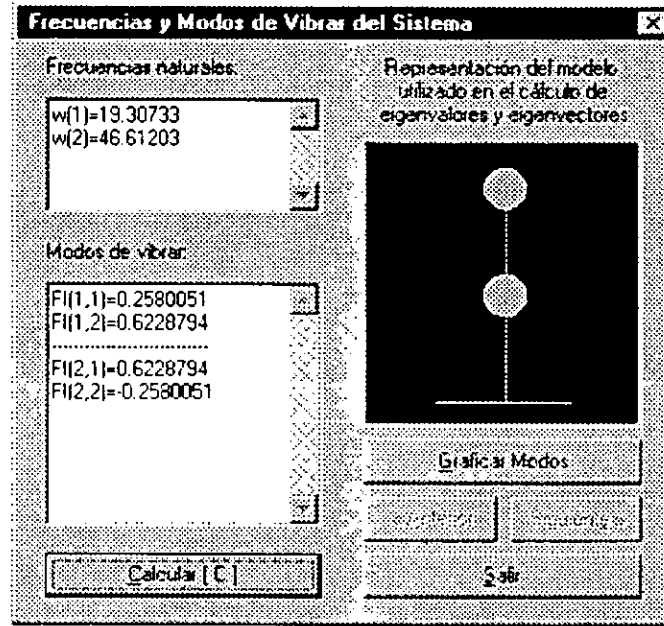 Frecuencias y Modos de Vibrar del Sistema
Frecuencias naturales:
w(1)=19.30733
w(2)=46.61203
Modos de vibrar:
FI(1,1)=0.2580051
FI(1,2)=0.6228794
-----------------------
FI(2,1)=0.6228794
FI(2,2)=-0.2580051
Calcular [ C ]
Representación del modelo
utilizado en el cálculo de
eigenvalores y eigenvectores
Graficar Modos
Salir